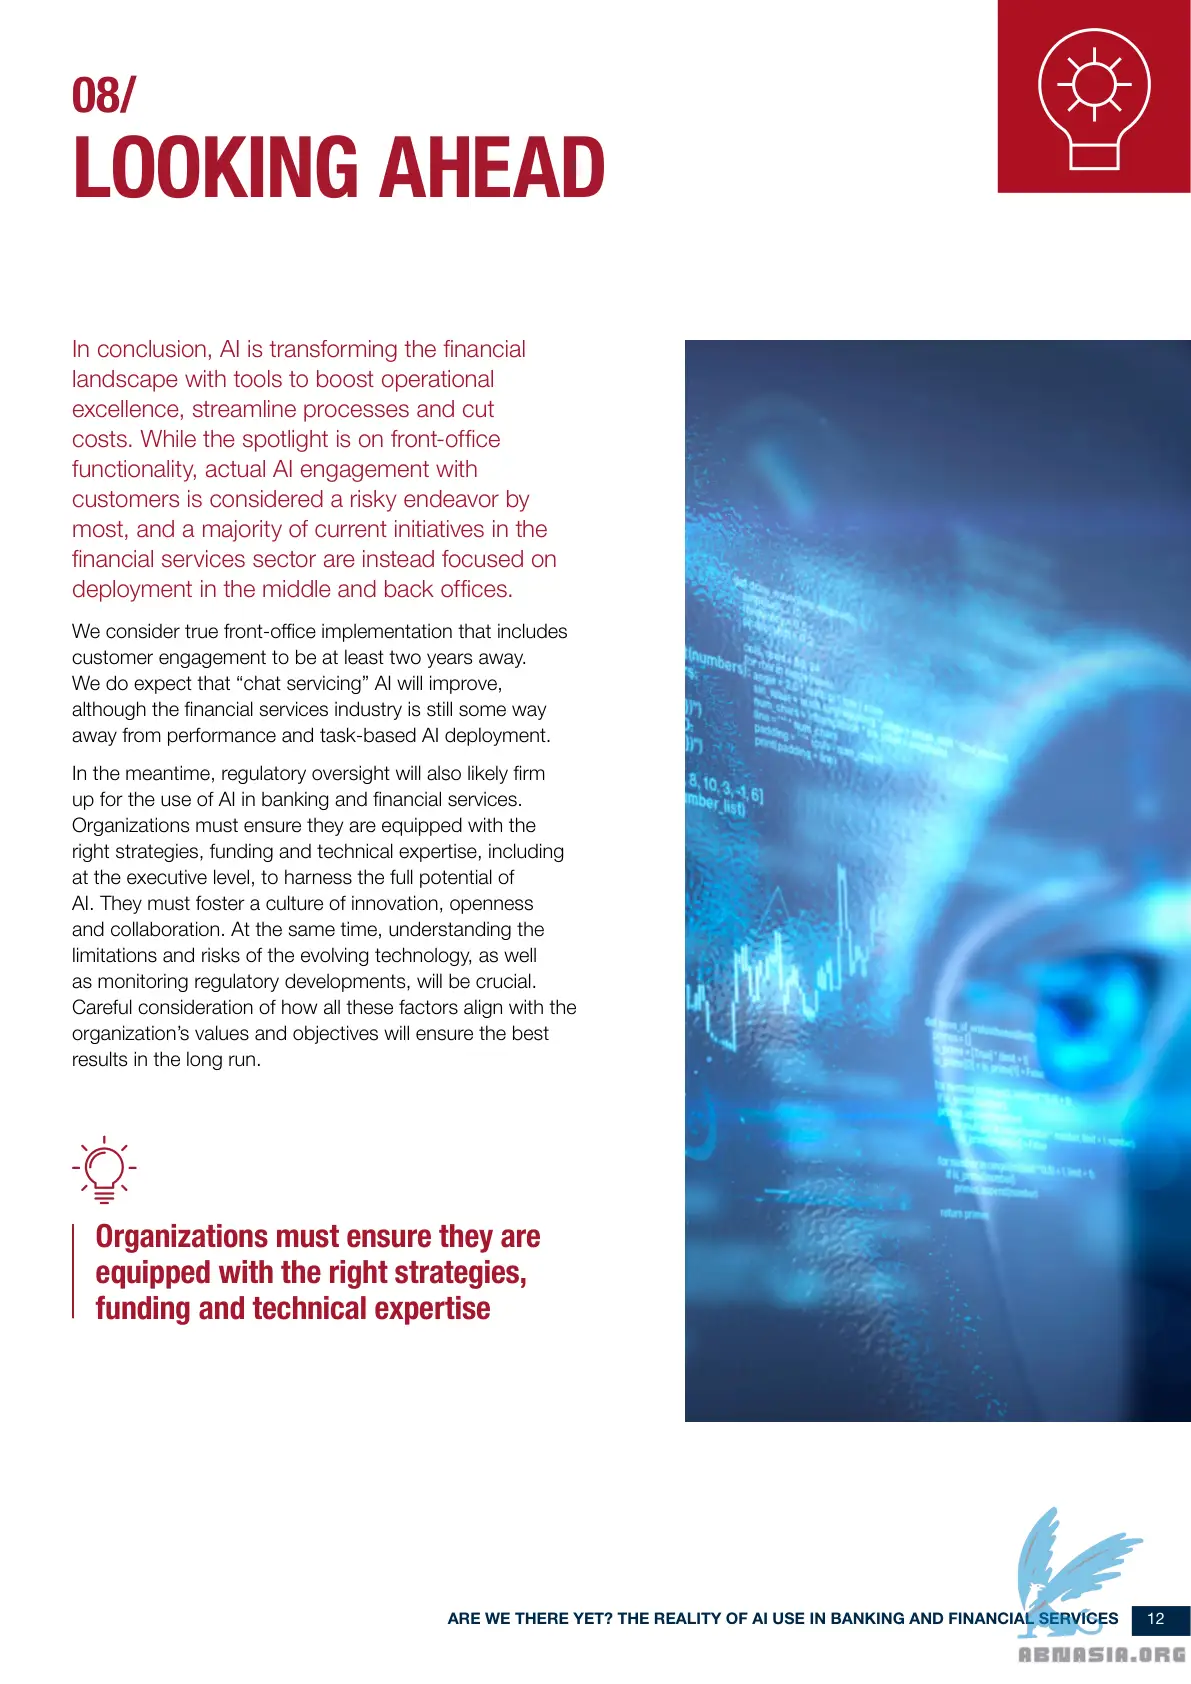 08/
LOOKING AHEAD
In conclusion, AI is transforming the financial
landscape with tools to boost operational
excellence, streamline processes and cut
costs. While the spotlight is on front-office
functionality, actual AI engagement with
customers is considered a risky endeavor by
most, and a majority of current initiatives in the
financial services sector are instead focused on
deployment in the middle and back offices.
We consider true front-office implementation that includes
customer engagement to be at least two years away.
We do expect that “chat servicing” AI will improve,
although the financial services industry is still some way
away from performance and task-based AI deployment.
In the meantime, regulatory oversight will also likely firm
up for the use of AI in banking and financial services.
Organizations must ensure they are equipped with the
right strategies, funding and technical expertise, including
at the executive level, to harness the full potential of
AI. They must foster a culture of innovation, openness
and collaboration. At the same time, understanding the
limitations and risks of the evolving technology, as well
as monitoring regulatory developments, will be crucial.
Careful consideration of how all these factors align with the
organization’s values and objectives will ensure the best
results in the long run.
Organizations must ensure they are
equipped with the right strategies,
funding and technical expertise
8, 10, 3, -1, 6]
return primes
ARE WE THERE YET? THE REALITY OF AI USE IN BANKING AND FINANCIAL SERVICES 12
ABNASIA.ORG